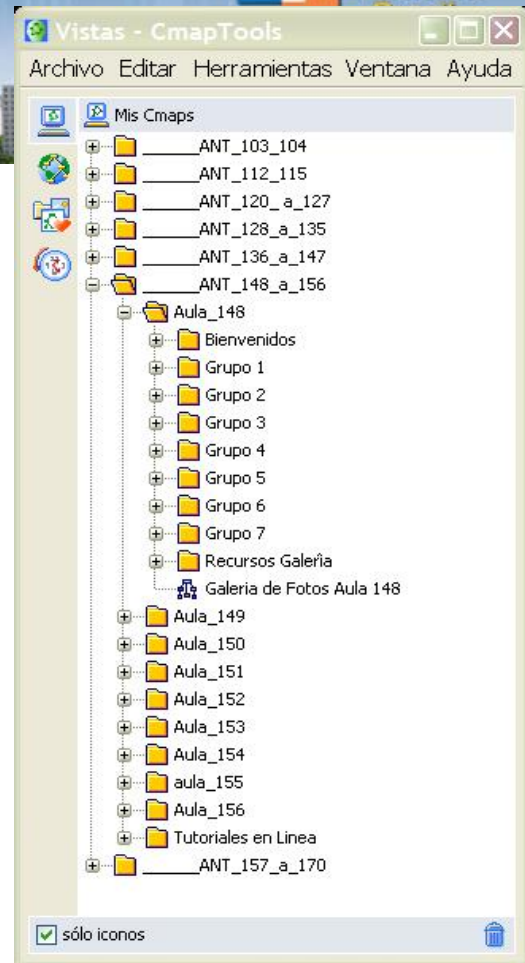 Vistas - CmapTools
Archivo Editar Herramientas Ventana Ayuda
Mis Cmaps
______ANT_103_104
______ANT_112_115
______ANT_120_ a_127
______ANT_128_a_135
______ANT_136_a_147
______ANT_148_a_156
Aula_148
Bienvenidos
Grupo 1
Grupo 2
Grupo 3
Grupo 4
Grupo 5
Grupo 6
Grupo 7
Recursos Galería
Galeria de Fotos Aula 148
Aula_149
Aula_150
Aula_151
Aula_152
Aula_153
Aula_154
aula_155
Aula_156
Tutoriales en Linea
______ANT_157_a_170
sólo iconos